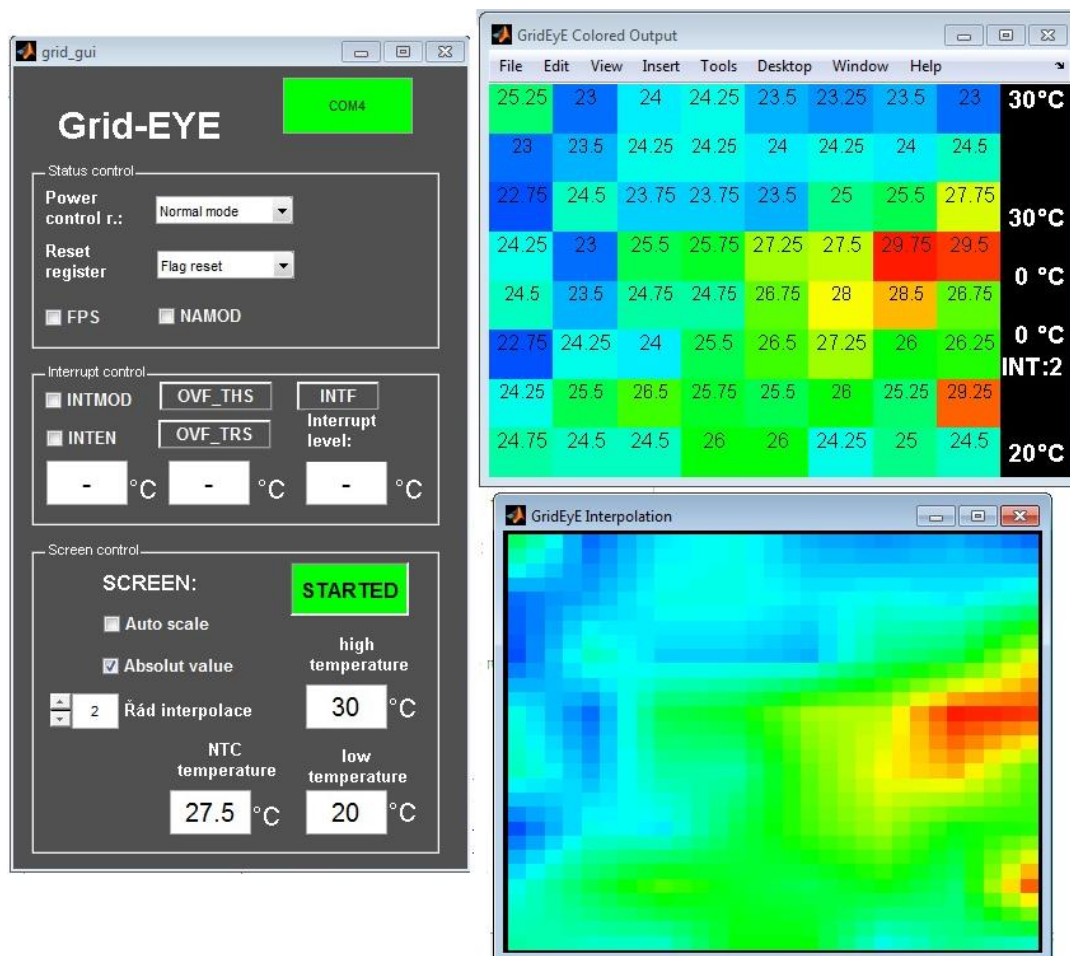 grid_gui
COM4
Grid-EYE
Status control
Power
control r.:
Normal mode
Reset
register
Flag reset
FPS
NAMOD
Interrupt control
INTMOD
OVF_THS
INTF
INTEN
OVF_TRS
Interrupt
level:
- °C - °C - °C
Screen control
SCREEN:
STARTED
Auto scale
Absolut value
high
temperature
2 Řád interpolace
30 °C
NTC
temperature
low
temperature
27.5 °C
20 °C
GridEyE Colored Output
File Edit View Insert Tools Desktop Window Help
25.25 23 24 24.25 23.5 23.25 23.5 23 30°C
23 23.5 24.25 24.25 24 24.25 24 24.5
22.75 24.5 23.75 23.75 23.5 25 25.5 27.75 30°C
24.25 23 25.5 25.75 27.25 27.5 29.75 29.5 0 °C
24.5 23.5 24.75 24.75 26.75 28 28.5 26.75
22.75 24.25 24 25.5 26.5 27.25 26 26.25 0 °C
INT:2
24.25 25.5 26.5 25.75 25.5 26 25.25 29.25
24.75 24.5 24.5 26 26 24.25 25 24.5 20°C
GridEyE Interpolation